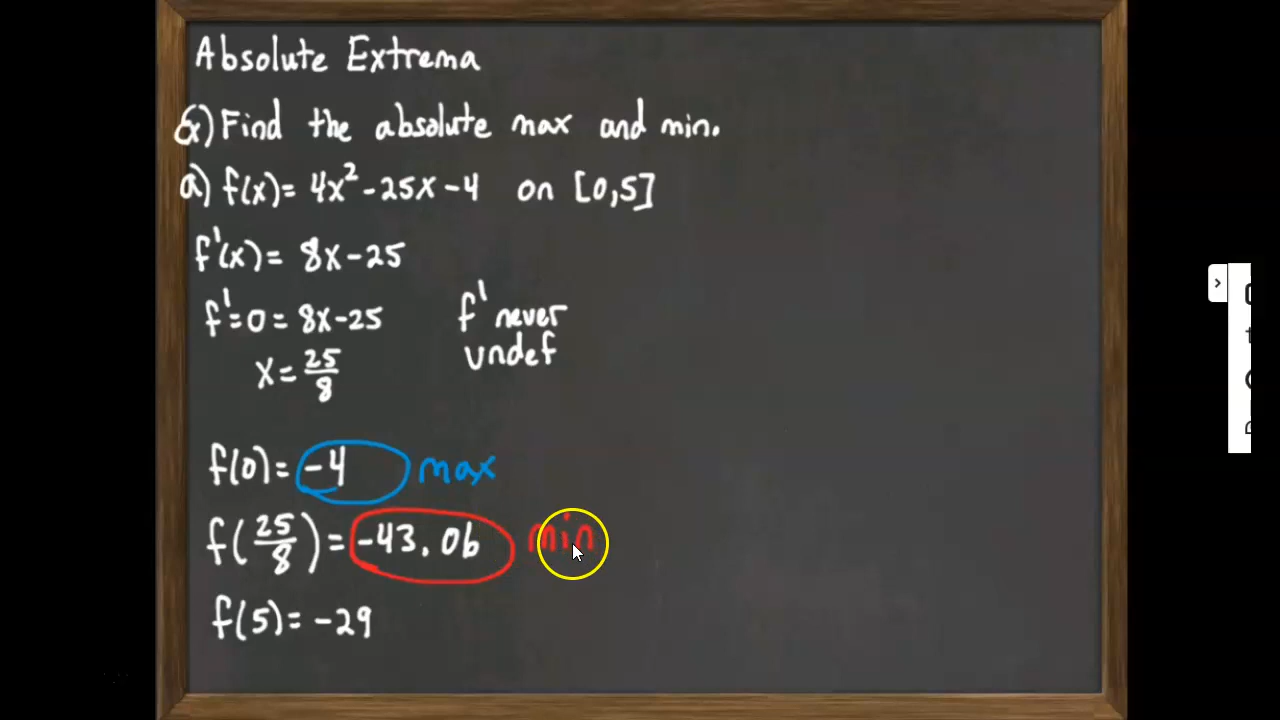 Absolute Extrema
Ex) Find the absolute max and min.
a) f(x) = 4x² - 25x - 4 on [0,5]
f'(x) = 8x - 25
f' = 0 = 8x - 25 f' never
undef
x = 25/8
f(0) = -4 max
f(25/8) = -43.06 min
f(5) = -29